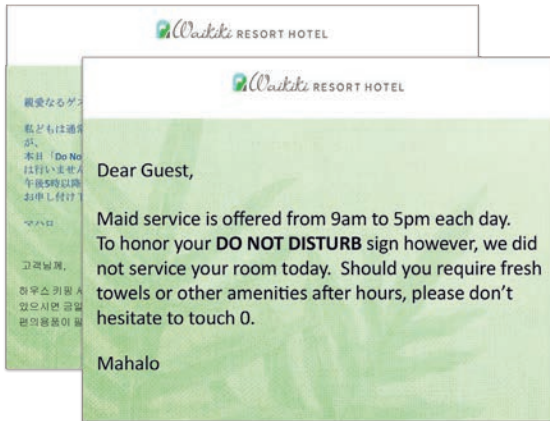 Waikiki RESORT HOTEL
親愛なるゲス
私どもは通常
が、
本日「Do No
は行いません
午後5時以降
お申し付け
マハロ
고객님께,
하우스 키핑 사
있으시면 금일
편의용품이 필
Waikiki RESORT HOTEL
Dear Guest,
Maid service is offered from 9am to 5pm each day.
To honor your DO NOT DISTURB sign however, we did
not service your room today. Should you require fresh
towels or other amenities after hours, please don't
hesitate to touch 0.
Mahalo